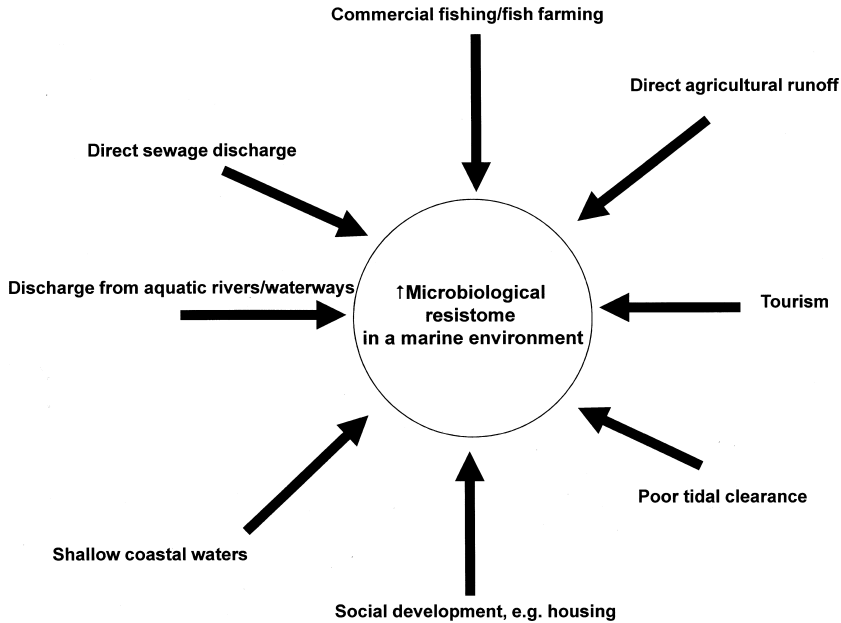 Commercial fishing/fish farming
Direct agricultural runoff
Direct sewage discharge
Discharge from aquatic rivers/waterways
↑Microbiological
resistome
in a marine environment
Tourism
Poor tidal clearance
Shallow coastal waters
Social development, e.g. housing